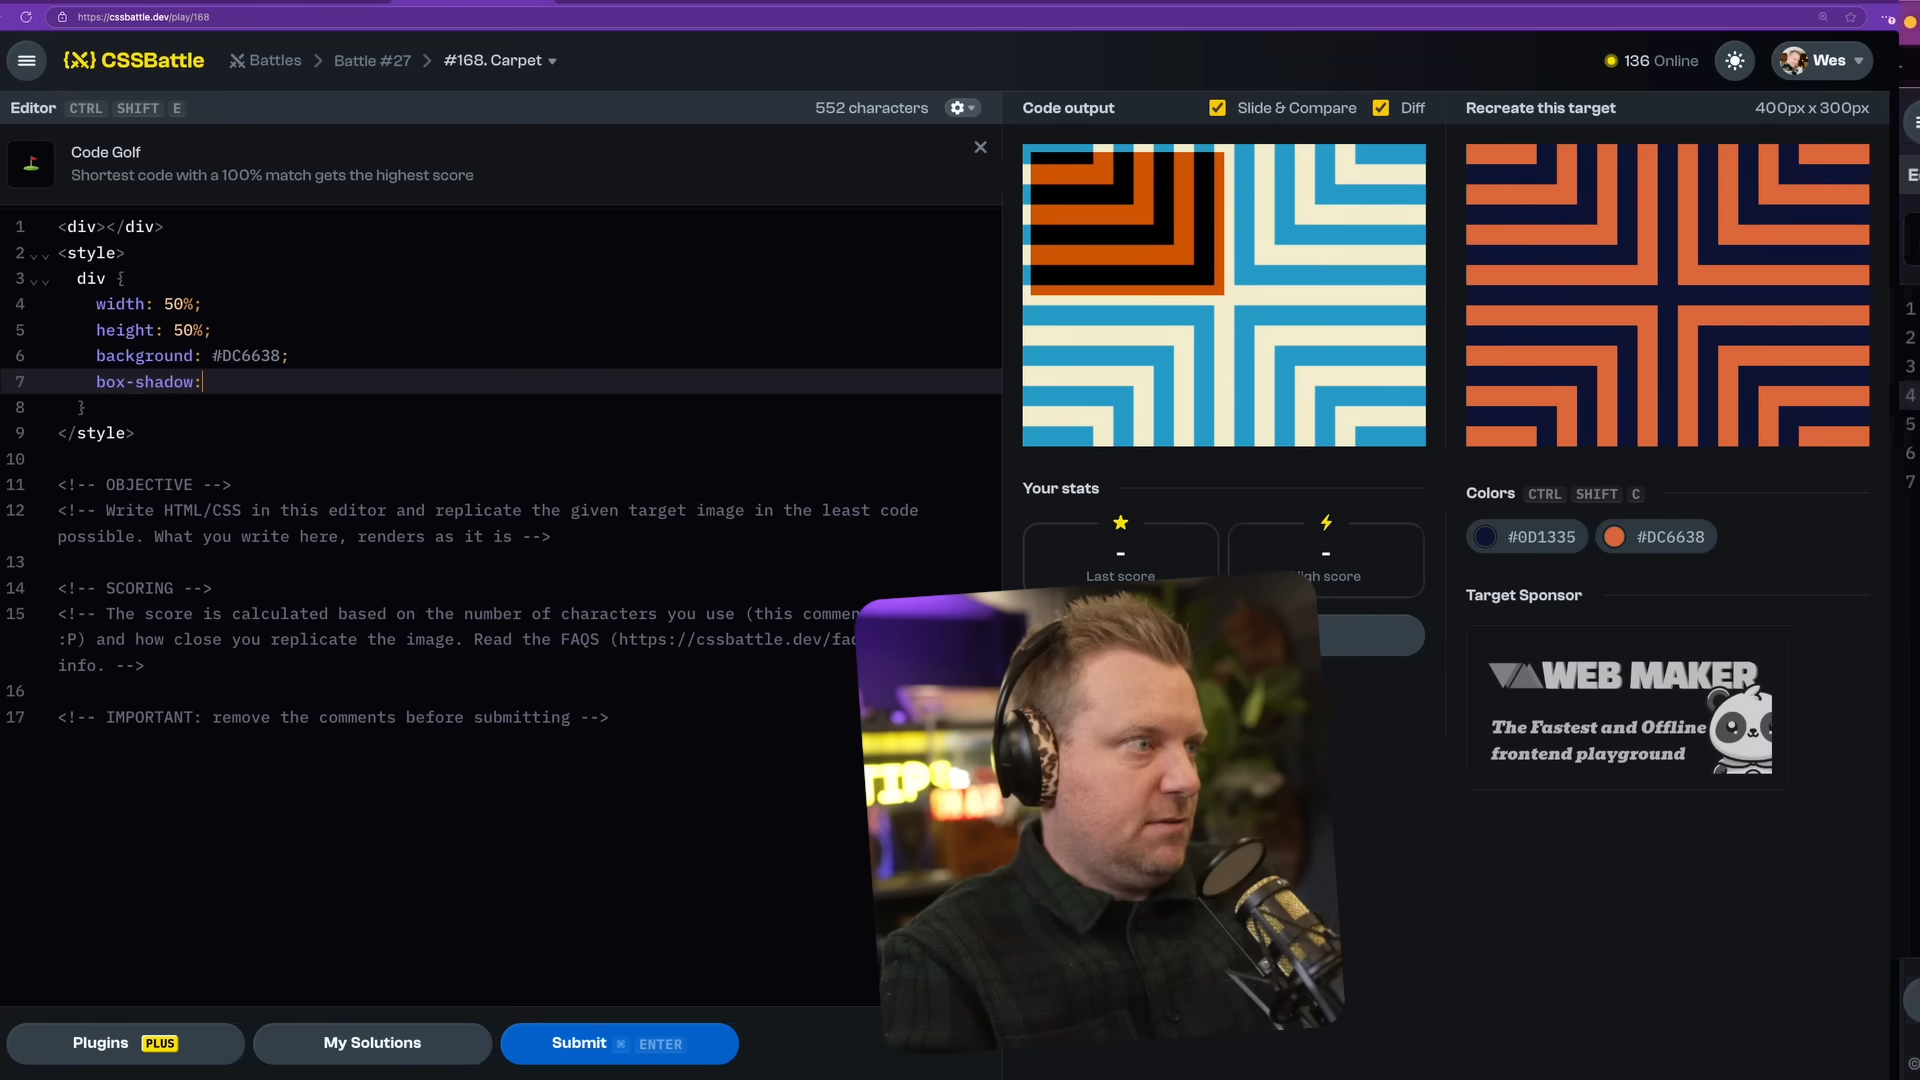 https://cssbattle.dev/play/168
{X} CSSBattle
Battles
Battle #27
#168. Carpet
136 Online
Wes
Editor CTRL SHIFT E
552 characters
Code output
Slide & Compare
Diff
Recreate this target
400px x 300px
Code Golf
Shortest code with a 100% match gets the highest score
1 <div></div>
2 <style>
3 div {
4 width: 50%;
5 height: 50%;
6 background: #DC6638;
7 box-shadow:
8 }
9 </style>
10
11 <!-- OBJECTIVE -->
12 <!-- Write HTML/CSS in this editor and replicate the given target image in the least code
possible. What you write here, renders as it is -->
13
14 <!-- SCORING -->
15 <!-- The score is calculated based on the number of characters you use (this
:P) and how close you replicate the image. Read the FAQS
info. -->
16
17 <!-- IMPORTANT: remove the comments before submitting -->
Your stats
-
Last score
-
score
Colors CTRL SHIFT C
#0D1335
#DC6638
Target Sponsor
WEB MAKER
The Fastest and Offline
frontend playground
Plugins PLUS
My Solutions
Submit ⌘ ENTER
1
2
3
4
5
6
7